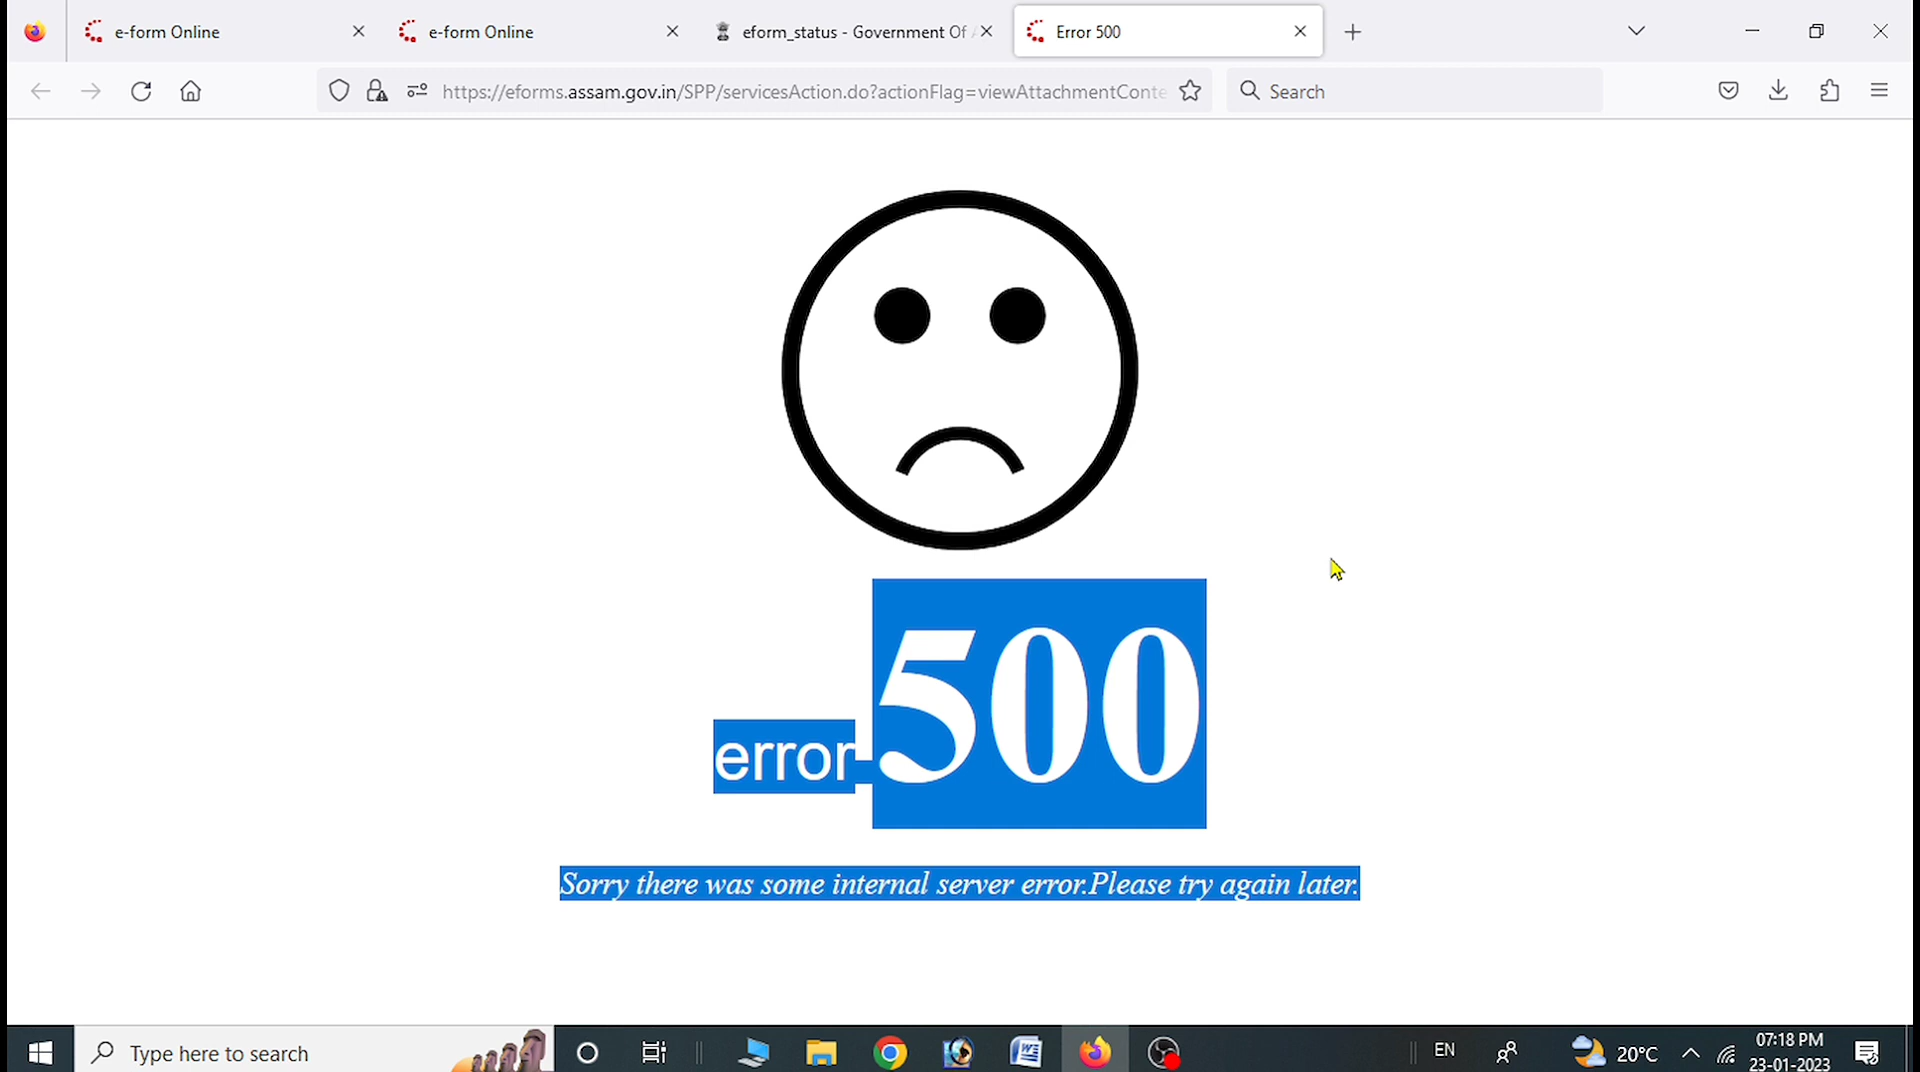 e-form Online
e-form Online
eform_status - Government Of
Error 500
https://eforms.assam.gov.in/SPP/servicesAction.do?actionFlag=viewAttachmentConte
Search
error 500
Sorry there was some internal server error.Please try again later.
Type here to search
EN
20°C
07:18 PM
23-01-2023